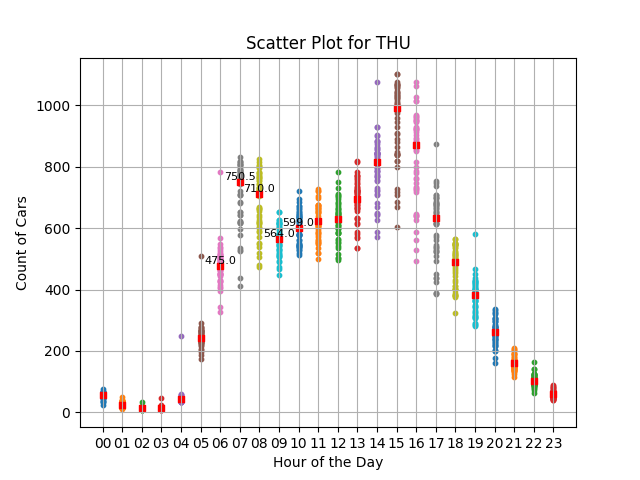 Scatter Plot for THU
Count of Cars
1000
800
600
400
200
0
750.5
710.0
599.0
564.0
475.0
00 01 02 03 04 05 06 07 08 09 10 11 12 13 14 15 16 17 18 19 20 21 22 23
Hour of the Day